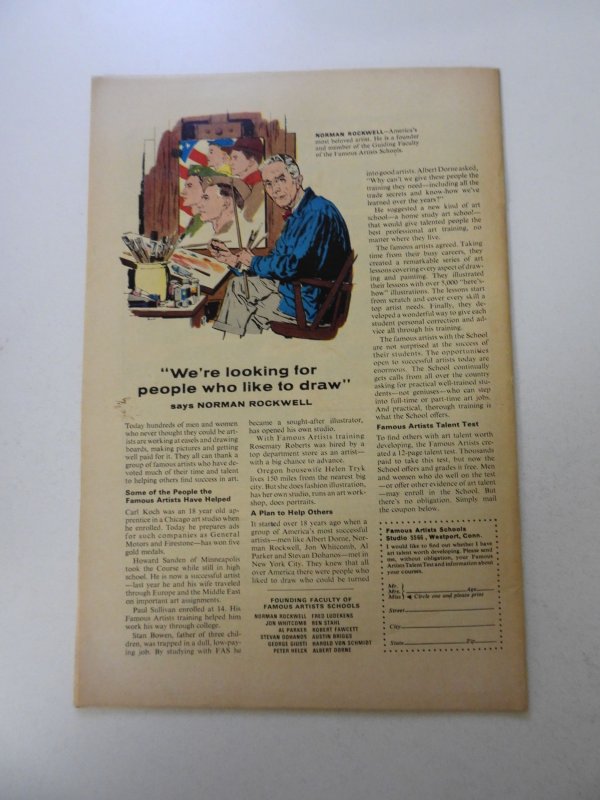 NORMAN ROCKWELL—America's
most beloved artist. He is a founder
and member of the Guiding Faculty
of the Famous Artists Schools.
"We're looking for
people who like to draw"
says NORMAN ROCKWELL
Today hundreds of men and women
who never thought they could be art-
ists are working at easels and drawing
boards, making pictures and getting
well paid for it. They all can thank a
group of famous artists who have de-
voted much of their time and talent
to helping others find success in art.
Some of the People the
Famous Artists Have Helped
Carl Koch was an 18 year old ap-
prentice in a Chicago art studio when
he enrolled. Today he prepares ads
for such companies as General
Motors and Firestone—has won five
gold medals.
Howard Sanden of Minneapolis
took the Course while still in high
school. He is now a successful artist
—last year he and his wife traveled
through Europe and the Middle East
on important art assignments.
Paul Sullivan enrolled at 14. His
Famous Artists training helped him
work his way through college.
Stan Bowen, father of three chil-
dren, was trapped in a dull, low-pay-
ing job. By studying with FAS he
became a sought-after illustrator,
has opened his own studio.
With Famous Artists training
Rosemary Roberts was hired by a
top department store as an artist—
with a big chance to advance.
Oregon housewife Helen Tryk
lives 150 miles from the nearest big
city. But she does fashion illustration,
has her own studio, runs an art work-
shop, does portraits.
A Plan to Help Others
It started over 18 years ago when a
group of America's most successful
artists—men like Albert Dorne, Nor-
man Rockwell, Jon Whitcomb, Al
Parker and Stevan Dohanos—met in
New York City. They knew that all
over America there were people who
liked to draw who could be turned
FOUNDING FACULTY OF
FAMOUS ARTISTS SCHOOLS
NORMAN ROCKWELL FRED LUDEKENS
JON WHITCOMB BEN STAHL
AL PARKER ROBERT FAWCETT
STEVAN DOHANOS AUSTIN BRIGGS
GEORGE GIUSTI HAROLD VON SCHMIDT
PETER HELCK ALBERT DORNE
into good artists. Albert Dorne asked,
"Why can't we give these people the
training they need—including all the
trade secrets and know-how we've
learned over the years?"
He suggested a new kind of art
school—a home study art school—
that would give talented people the
best professional art training, no
matter where they live.
The famous artists agreed. Taking
time from their busy careers, they
created a remarkable series of art
lessons covering every aspect of draw-
ing and painting. They illustrated
their lessons with over 5,000 "here's-
how" illustrations. The lessons start
from scratch and cover every skill a
top artist needs. Finally, they de-
veloped a wonderful way to give each
student personal correction and ad-
vice all through his training.
The famous artists with the School
are not surprised at the success of
their students. The opportunities
open to successful artists today are
enormous. The School continually
gets calls from all over the country
asking for practical well-trained stu-
dents—not geniuses—who can step
into full-time or part-time art jobs.
And practical, thorough training is
what the School offers.
Famous Artists Talent Test
To find others with art talent worth
developing, the Famous Artists cre-
ated a 12-page talent test. Thousands
paid to take this test, but now the
School offers and grades it free. Men
and women who do well on the test
—or offer other evidence of art talent
—may enroll in the School. But
there's no obligation. Simply mail
the coupon below.
Famous Artists Schools
Studio 5566, Westport, Conn.
I would like to find out whether I have
art talent worth developing. Please send
me, without obligation, your Famous
Artists Talent Test and information about
your courses.
Mr.
Mrs. Age
Miss Circle one and please print
Street
City
State Zip